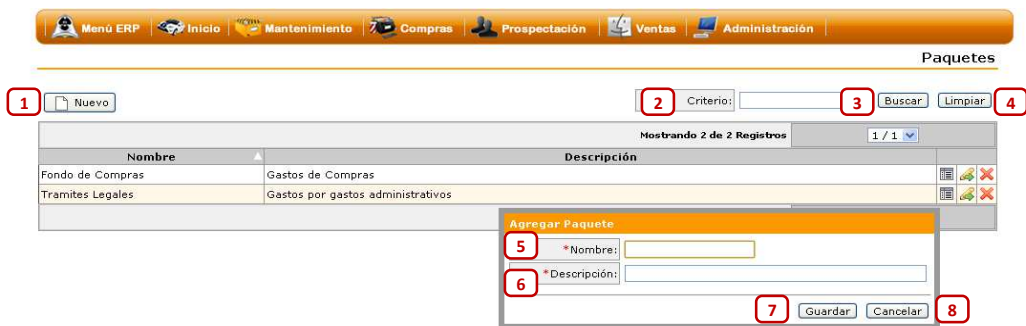 Menú ERP Inicio Mantenimiento Compras Prospectación Ventas Administración
Paquetes
1 Nuevo 2 Criterio: 3 Buscar Limpiar 4
Mostrando 2 de 2 Registros 1 / 1
Nombre Descripción
Fondo de Compras Gastos de Compras
Tramites Legales Gastos por gastos administrativos
Agregar Paquete
5 *Nombre:
6 *Descripción:
7 Guardar Cancelar 8